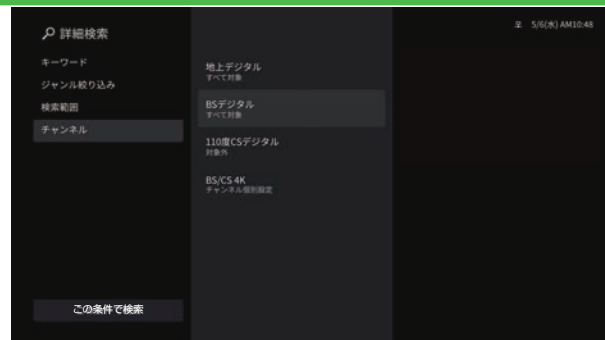 詳細検索
5/6(水) AM10:48
キーワード
ジャンル絞り込み
検索範囲
チャンネル
地上デジタル
すべて対象
BSデジタル
すべて対象
110度CSデジタル
対象外
BS/CS 4K
チャンネル個別設定
この条件で検索